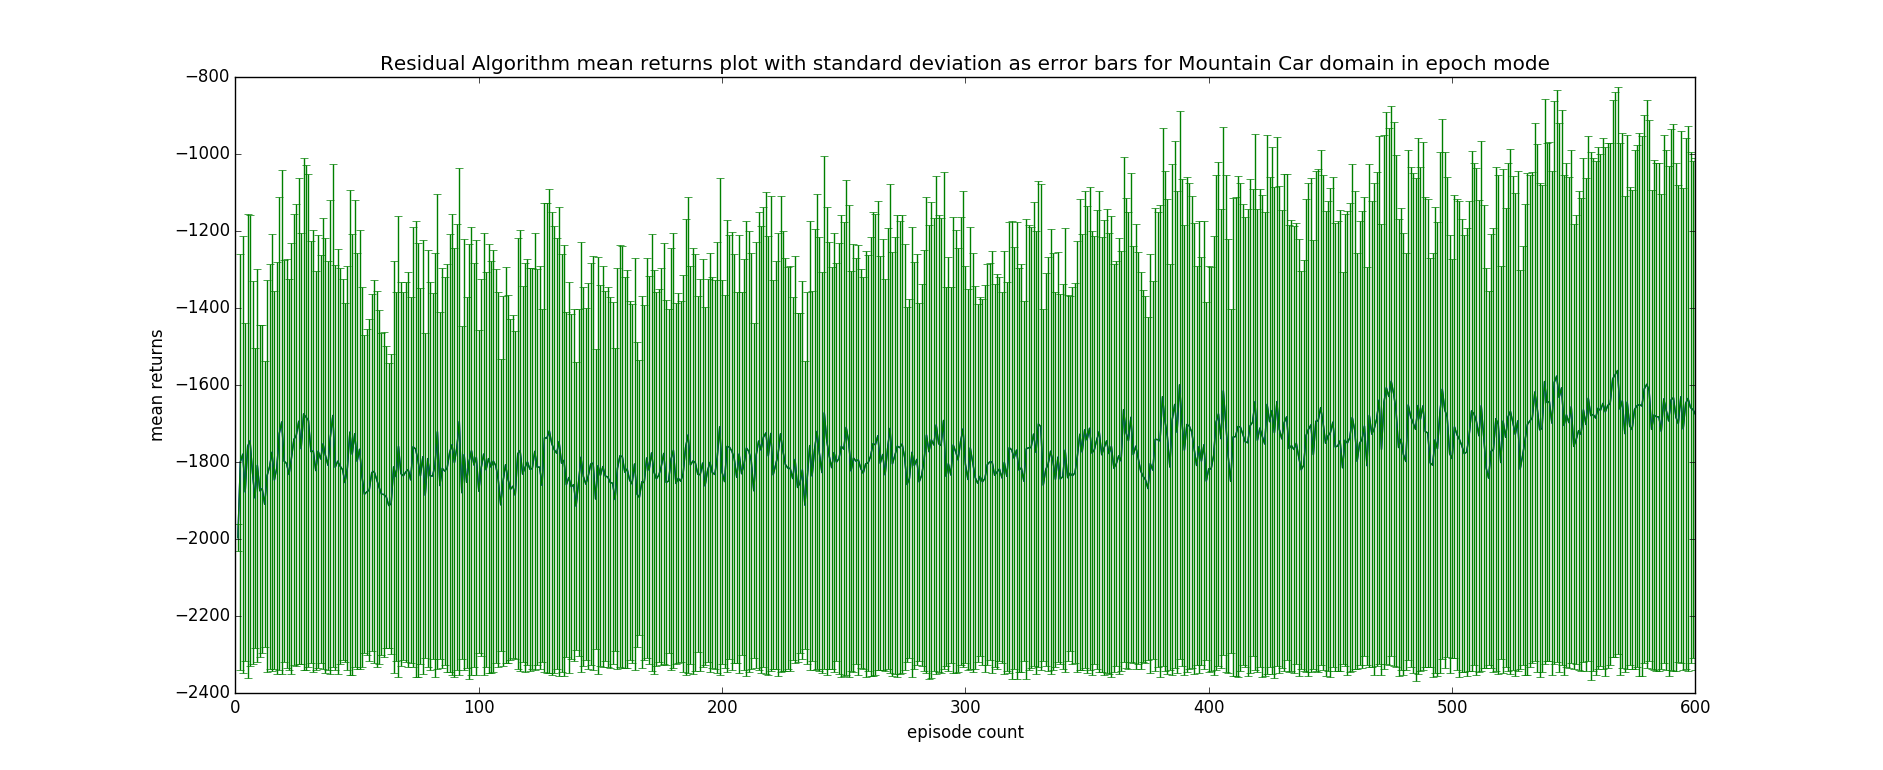 Residual Algorithm mean returns plot with standard deviation as error bars for Mountain Car domain in epoch mode
−800
−1000
−1200
−1400
−1600
−1800
−2000
−2200
−2400
mean returns
0 100 200 300 400 500 600
episode count